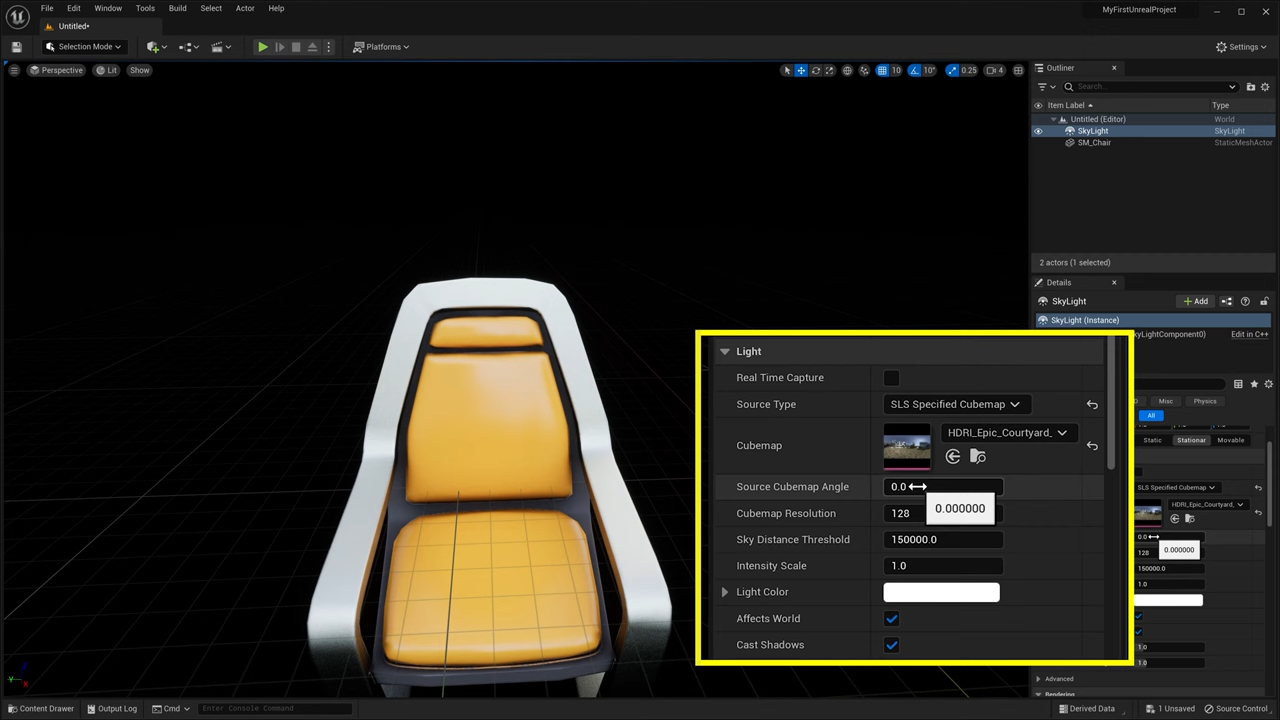 File Edit Window Tools Build Select Actor Help
MyFirstUnrealProject
Untitled*
Selection Mode
Platforms
Settings
Perspective Lit Show
10 10° 0.25 4
Outliner
Search...
Item Label Type
Untitled (Editor) World
SkyLight SkyLight
SM_Chair StaticMeshActor
2 actors (1 selected)
Details
SkyLight
Add
SkyLight (Instance)
kyLightComponent0) Edit in C++
Misc Physics
All
Static Stationar Movable
Light
Real Time Capture
Source Type SLS Specified Cubemap
Cubemap HDRI_Epic_Courtyard_
Source Cubemap Angle 0.0
0.000000
Cubemap Resolution 128
Sky Distance Threshold 150000.0
Intensity Scale 1.0
Light Color
Affects World
Cast Shadows
SLS Specified Cubemap
HDRI_Epic_Courtyard_
0.0
0.000000
128
150000.0
1.0
1.0
1.0
Advanced
Rendering
Content Drawer Output Log Cmd Enter Console Command
Derived Data 1 Unsaved Source Control